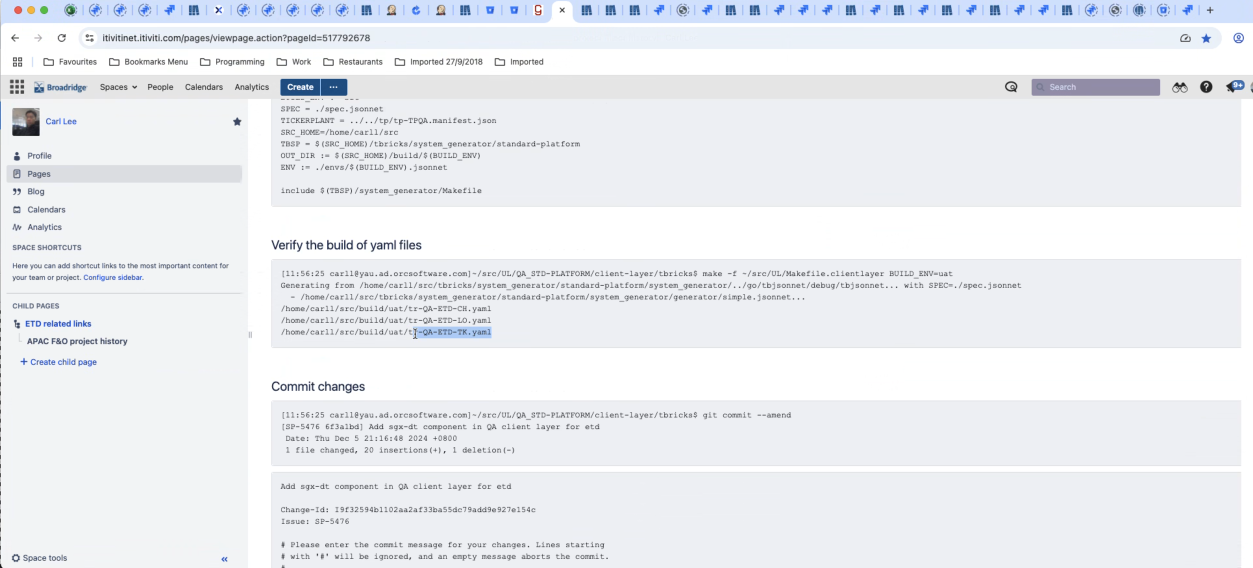 itivitinet.itiviti.com/pages/viewpage.action?pageId=517792678
Favourites Bookmarks Menu Programming Work Restaurants Imported 27/9/2018 Imported
Broadridge Spaces People Calendars Analytics Create ··· Search 9+
Carl Lee
Profile
Pages
Blog
Calendars
Analytics
SPACE SHORTCUTS
Here you can add shortcut links to the most important content for
your team or project. Configure sidebar.
CHILD PAGES
ETD related links
APAC F&O project history
+ Create child page
Space tools
SPEC = ./spec.jsonnet
TICKERPLANT = ../../tp/tp-TPQA.manifest.json
SRC_HOME=/home/carll/src
TBSP = $(SRC_HOME)/tbricks/system_generator/standard-platform
OUT_DIR := $(SRC_HOME)/build/$(BUILD_ENV)
ENV := ./envs/$(BUILD_ENV).jsonnet
include $(TBSP)/system_generator/Makefile
Verify the build of yaml files
[11:56:25 carll@yau.ad.orcsoftware.com]~/src/UL/QA_STD-PLATFORM/client-layer/tbricks$ make -f ~/src/UL/Makefile.clientlayer BUILD_ENV=uat
Generating from /home/carll/src/tbricks/system_generator/standard-platform/system_generator/../go/tbjsonnet/debug/tbjsonnet... with SPEC=./spec.jsonnet
- /home/carll/src/tbricks/system_generator/standard-platform/system_generator/generator/simple.jsonnet...
/home/carll/src/build/uat/tr-QA-ETD-CH.yaml
/home/carll/src/build/uat/tr-QA-ETD-LO.yaml
/home/carll/src/build/uat/tr-QA-ETD-TK.yaml
Commit changes
[11:56:25 carll@yau.ad.orcsoftware.com]~/src/UL/QA_STD-PLATFORM/client-layer/tbricks$ git commit --amend
[SP-5476 6f3a1bd] Add sgx-dt component in QA client layer for etd
Date: Thu Dec 5 21:16:48 2024 +0800
1 file changed, 20 insertions(+), 1 deletion(-)
Add sgx-dt component in QA client layer for etd
Change-Id: I9f32594b1102aa2af33ba55dc79add9e927e154c
Issue: SP-5476
# Please enter the commit message for your changes. Lines starting
# with '#' will be ignored, and an empty message aborts the commit.
#